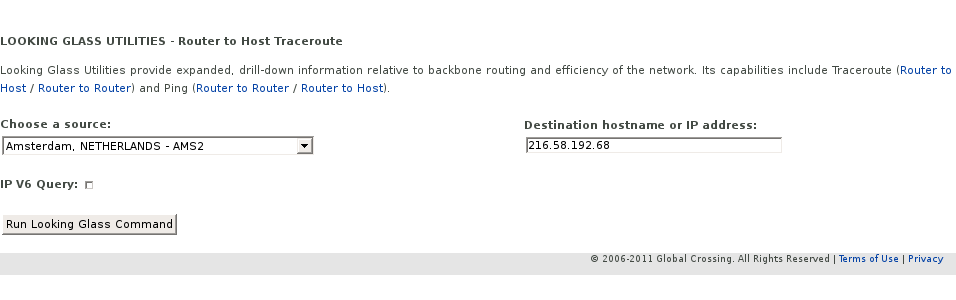 LOOKING GLASS UTILITIES - Router to Host Traceroute
Looking Glass Utilities provide expanded, drill-down information relative to backbone routing and efficiency of the network. Its capabilities include Traceroute (Router to
Host / Router to Router) and Ping (Router to Router / Router to Host).
Choose a source:
Destination hostname or IP address:
Amsterdam, NETHERLANDS - AMS2
216.58.192.68
IP V6 Query:
Run Looking Glass Command
© 2006-2011 Global Crossing. All Rights Reserved | Terms of Use | Privacy